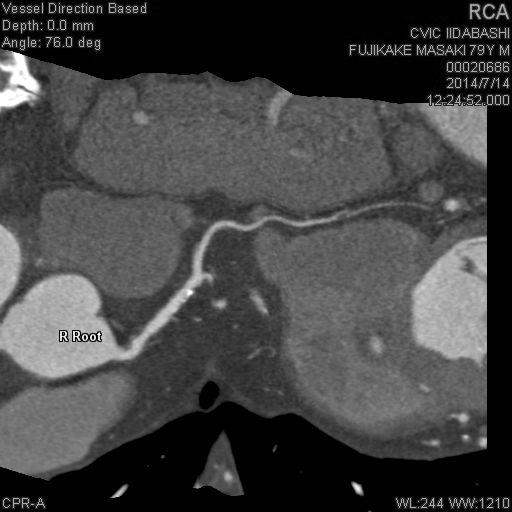 Vessel Direction Based
Depth: 0.0 mm
Angle: 76.0 deg
RCA
CVIC IIDABASHI
FUJIKAKE MASAKI 79Y M
00020686
2014/7/14
12:24:52.000
R Root
CPR-A
WL:244 WW:1210